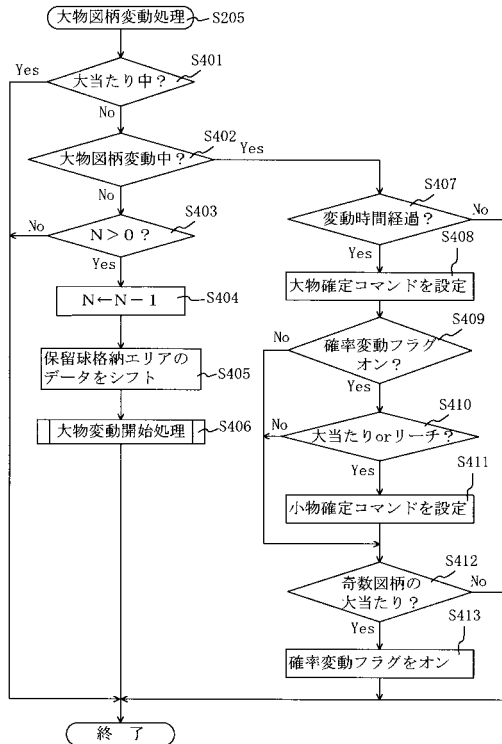 大物図柄変動処理
S205
Yes
S401
大当たり中？
No
S402
大物図柄変動中？
Yes
No
S403
No
N＞0？
Yes
N←N－1
S404
保留球格納エリアの
データをシフト
S405
大物変動開始処理
S406
S407
変動時間経過？
No
Yes
S408
大物確定コマンドを設定
S409
No
確率変動フラグ
オン？
Yes
S410
No
大当たりorリーチ？
Yes
S411
小物確定コマンドを設定
S412
奇数図柄の
大当たり？
No
Yes
S413
確率変動フラグをオン
終 了